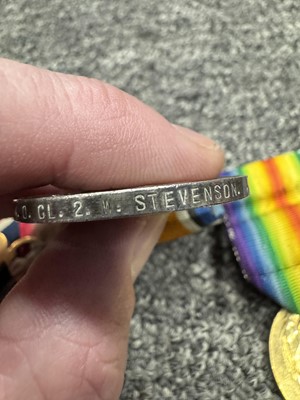 O. CL. 2. W. STEVENSON.